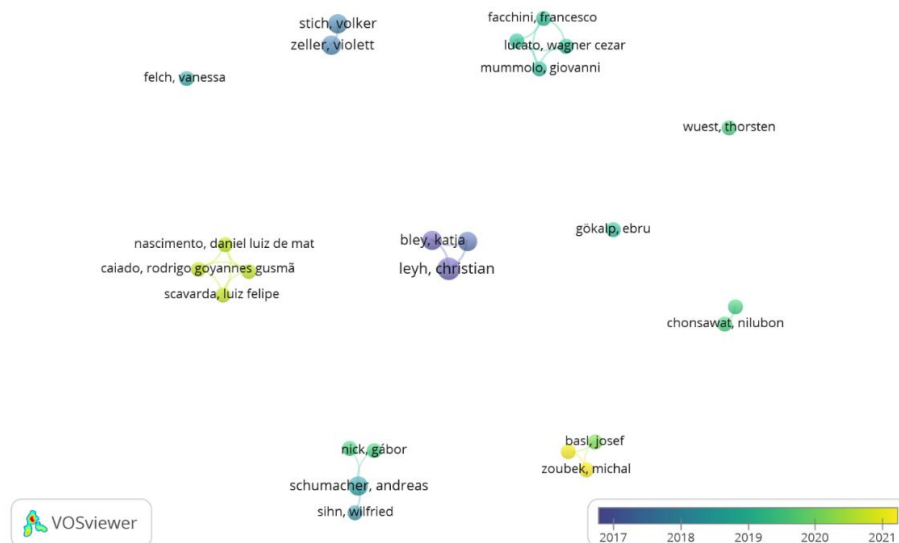 stich, volker
zeller, violett
facchini, francesco
lucato, wagner cezar
mummolo, giovanni
felch, vanessa
wuest, thorsten
gökalp, ebru
nascimento, daniel luiz de mat
caiado, rodrigo goyannes gusmã
scavarda, luiz felipe
bley, katja
leyh, christian
chonsawat, nilubon
nick, gábor
schumacher, andreas
sihn, wilfried
basl, josef
zoubek, michal
VOSviewer
2017 2018 2019 2020 2021